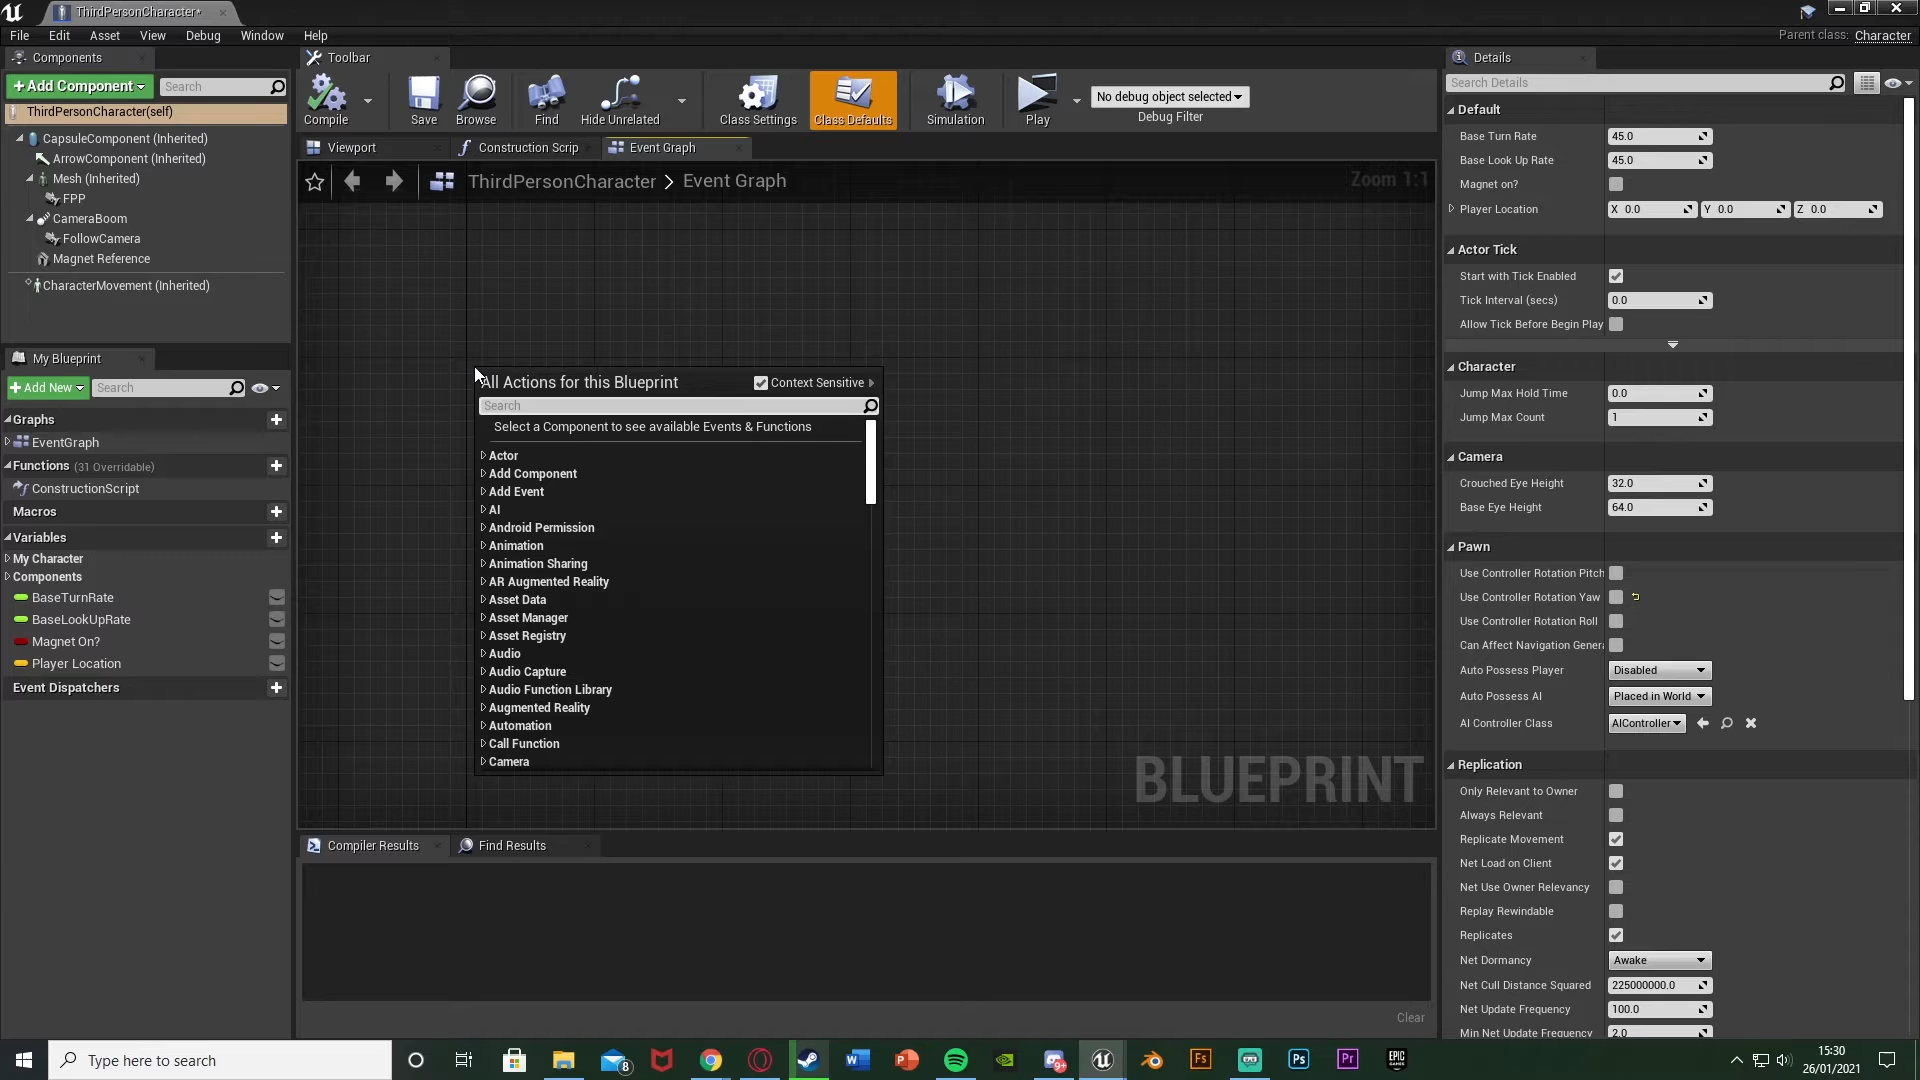 ThirdPersonCharacter*
File Edit Asset View Debug Window Help
Parent class: Character
Components
+ Add Component
Search
ThirdPersonCharacter(self)
CapsuleComponent (Inherited)
ArrowComponent (Inherited)
Mesh (Inherited)
FPP
CameraBoom
FollowCamera
Magnet Reference
CharacterMovement (Inherited)
My Blueprint
+ Add New
Search
Graphs
EventGraph
Functions (31 Overridable)
ConstructionScript
Macros
Variables
My Character
Components
BaseTurnRate
BaseLookUpRate
Magnet On?
Player Location
Event Dispatchers
Toolbar
Compile
Save
Browse
Find
Hide Unrelated
Class Settings
Class Defaults
Simulation
Play
No debug object selected
Debug Filter
Viewport
Construction Scrip
Event Graph
ThirdPersonCharacter > Event Graph
Zoom 1:1
All Actions for this Blueprint
Context Sensitive
Search
Select a Component to see available Events & Functions
Actor
Add Component
Add Event
AI
Android Permission
Animation
Animation Sharing
AR Augmented Reality
Asset Data
Asset Manager
Asset Registry
Audio
Audio Capture
Audio Function Library
Augmented Reality
Automation
Call Function
Camera
BLUEPRINT
Compiler Results
Find Results
Clear
Details
Search Details
Default
Base Turn Rate 45.0
Base Look Up Rate 45.0
Magnet on?
Player Location X 0.0 Y 0.0 Z 0.0
Actor Tick
Start with Tick Enabled
Tick Interval (secs) 0.0
Allow Tick Before Begin Play
Character
Jump Max Hold Time 0.0
Jump Max Count 1
Camera
Crouched Eye Height 32.0
Base Eye Height 64.0
Pawn
Use Controller Rotation Pitch
Use Controller Rotation Yaw
Use Controller Rotation Roll
Can Affect Navigation Genera
Auto Possess Player Disabled
Auto Possess AI Placed in World
AI Controller Class AIController
Replication
Only Relevant to Owner
Always Relevant
Replicate Movement
Net Load on Client
Net Use Owner Relevancy
Replay Rewindable
Replicates
Net Dormancy Awake
Net Cull Distance Squared 225000000.0
Net Update Frequency 100.0
Min Net Update Frequency 2.0
Type here to search
8
W
P
9+
Fs
Ps
Pr
EPIC GAMES
15:30
26/01/2021